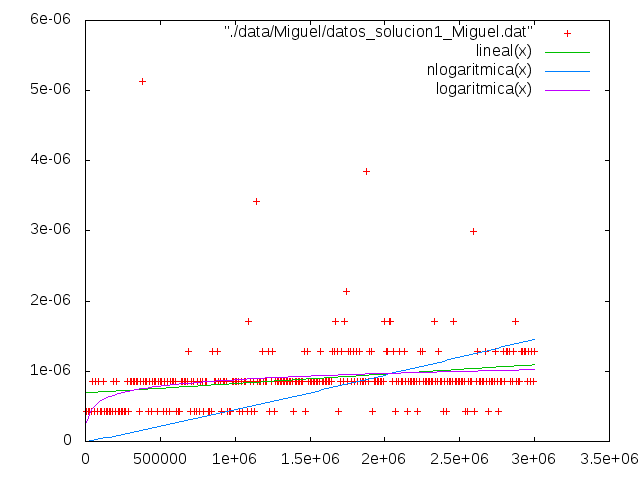 6e-06
"./data/Miguel/datos_solucion1_Miguel.dat"
lineal(x)
nlogaritmica(x)
logaritmica(x)
5e-06
4e-06
3e-06
2e-06
1e-06
0
0 500000 1e+06 1.5e+06 2e+06 2.5e+06 3e+06 3.5e+06